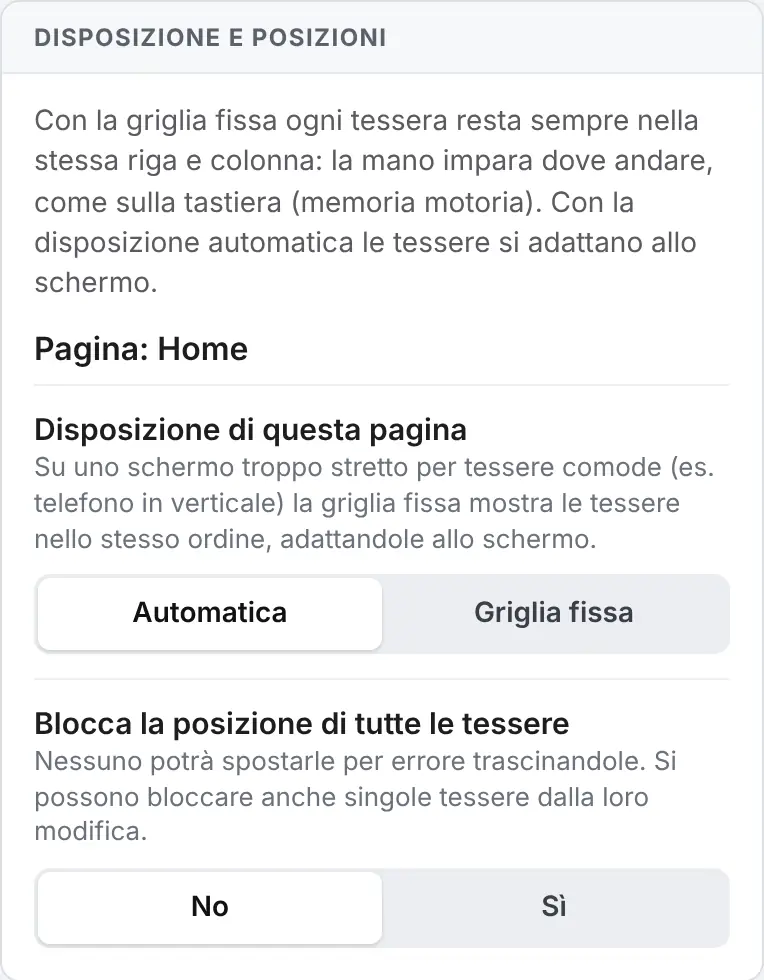 DISPOSIZIONE E POSIZIONI
Con la griglia fissa ogni tessera resta sempre nella
stessa riga e colonna: la mano impara dove andare,
come sulla tastiera (memoria motoria). Con la
disposizione automatica le tessere si adattano allo
schermo.
Pagina: Home
Disposizione di questa pagina
Su uno schermo troppo stretto per tessere comode (es.
telefono in verticale) la griglia fissa mostra le tessere
nello stesso ordine, adattandole allo schermo.
Automatica
Griglia fissa
Blocca la posizione di tutte le tessere
Nessuno potrà spostarle per errore trascinandole. Si
possono bloccare anche singole tessere dalla loro
modifica.
No
Sì